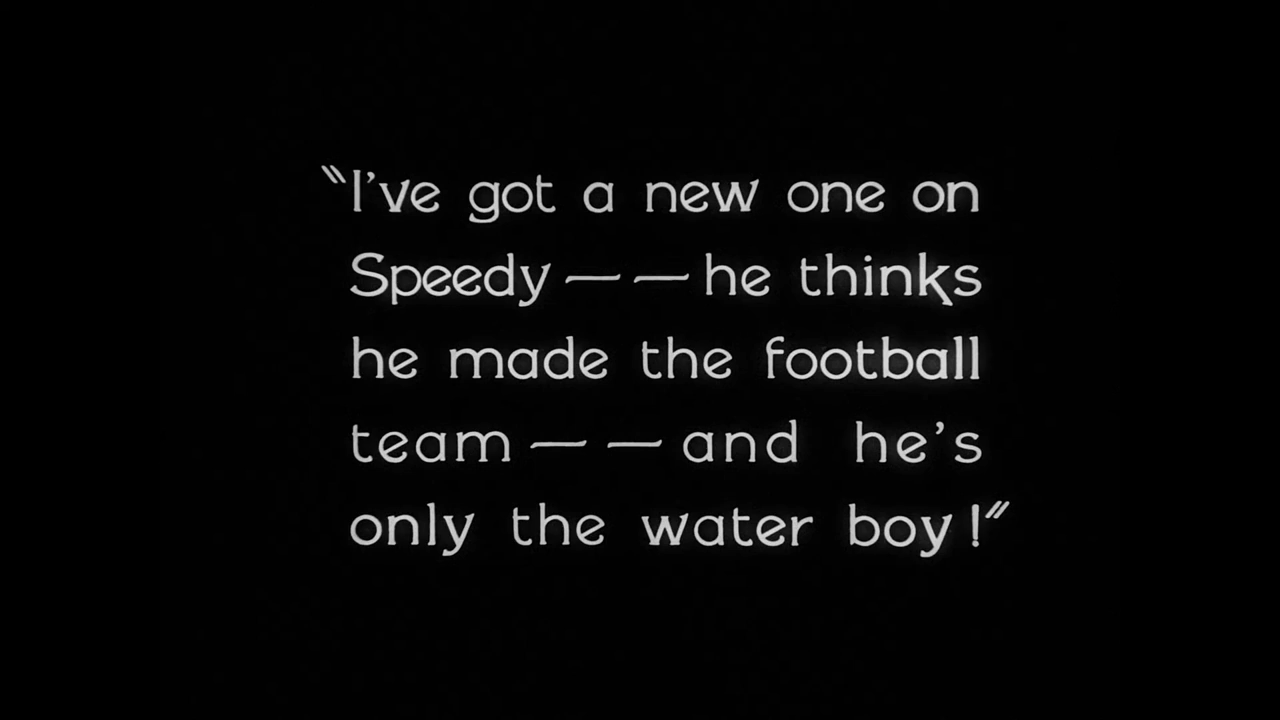 "I've got a new one on
Speedy — — he thinks
he made the football
team — — and he's
only the water boy!"